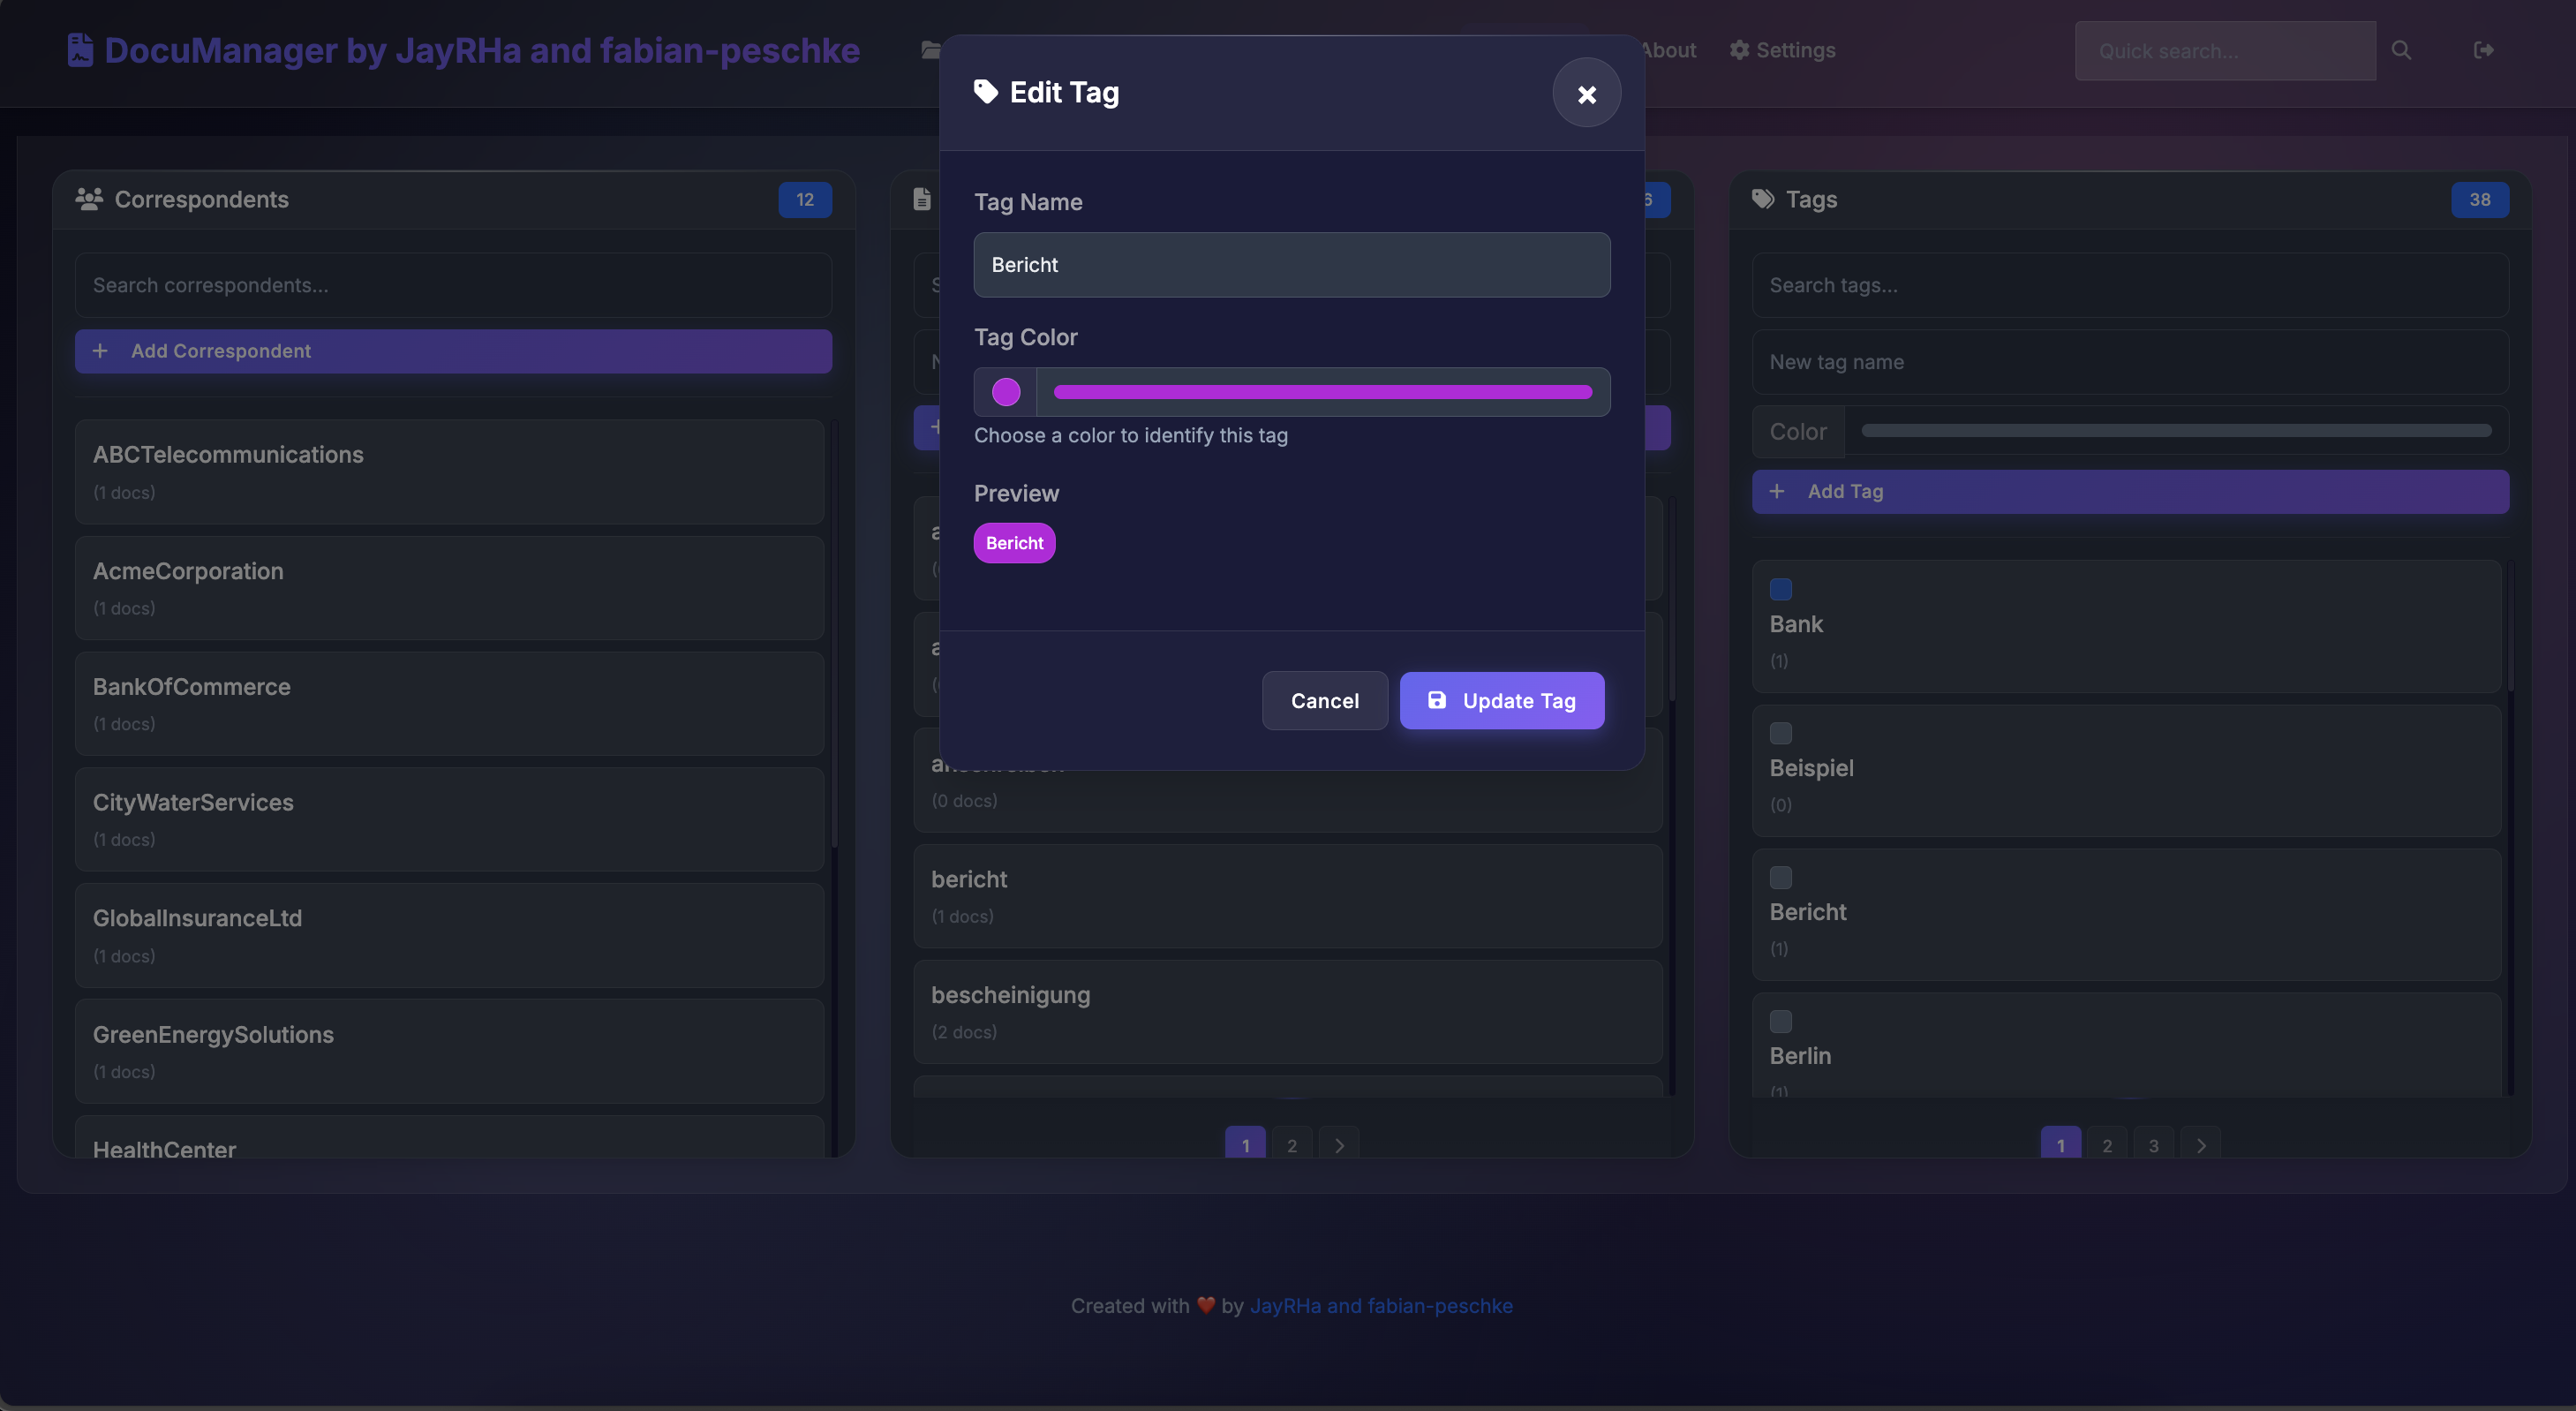 DocuManager by JayRHa and fabian-peschke
About
Settings
Quick search...
Edit Tag
Tag Name
Bericht
Tag Color
Choose a color to identify this tag
Preview
Bericht
Cancel
Update Tag
Correspondents
12
Search correspondents...
Add Correspondent
ABCTelecommunications
(1 docs)
AcmeCorporation
(1 docs)
BankOfCommerce
(1 docs)
CityWaterServices
(1 docs)
GlobalInsuranceLtd
(1 docs)
GreenEnergySolutions
(1 docs)
HealthCenter
(0 docs)
bericht
(1 docs)
bescheinigung
(2 docs)
1 2
Tags
38
Search tags...
New tag name
Color
Add Tag
Bank
(1)
Beispiel
(0)
Bericht
(1)
Berlin
(1)
1 2 3
Created with ❤️ by JayRHa and fabian-peschke